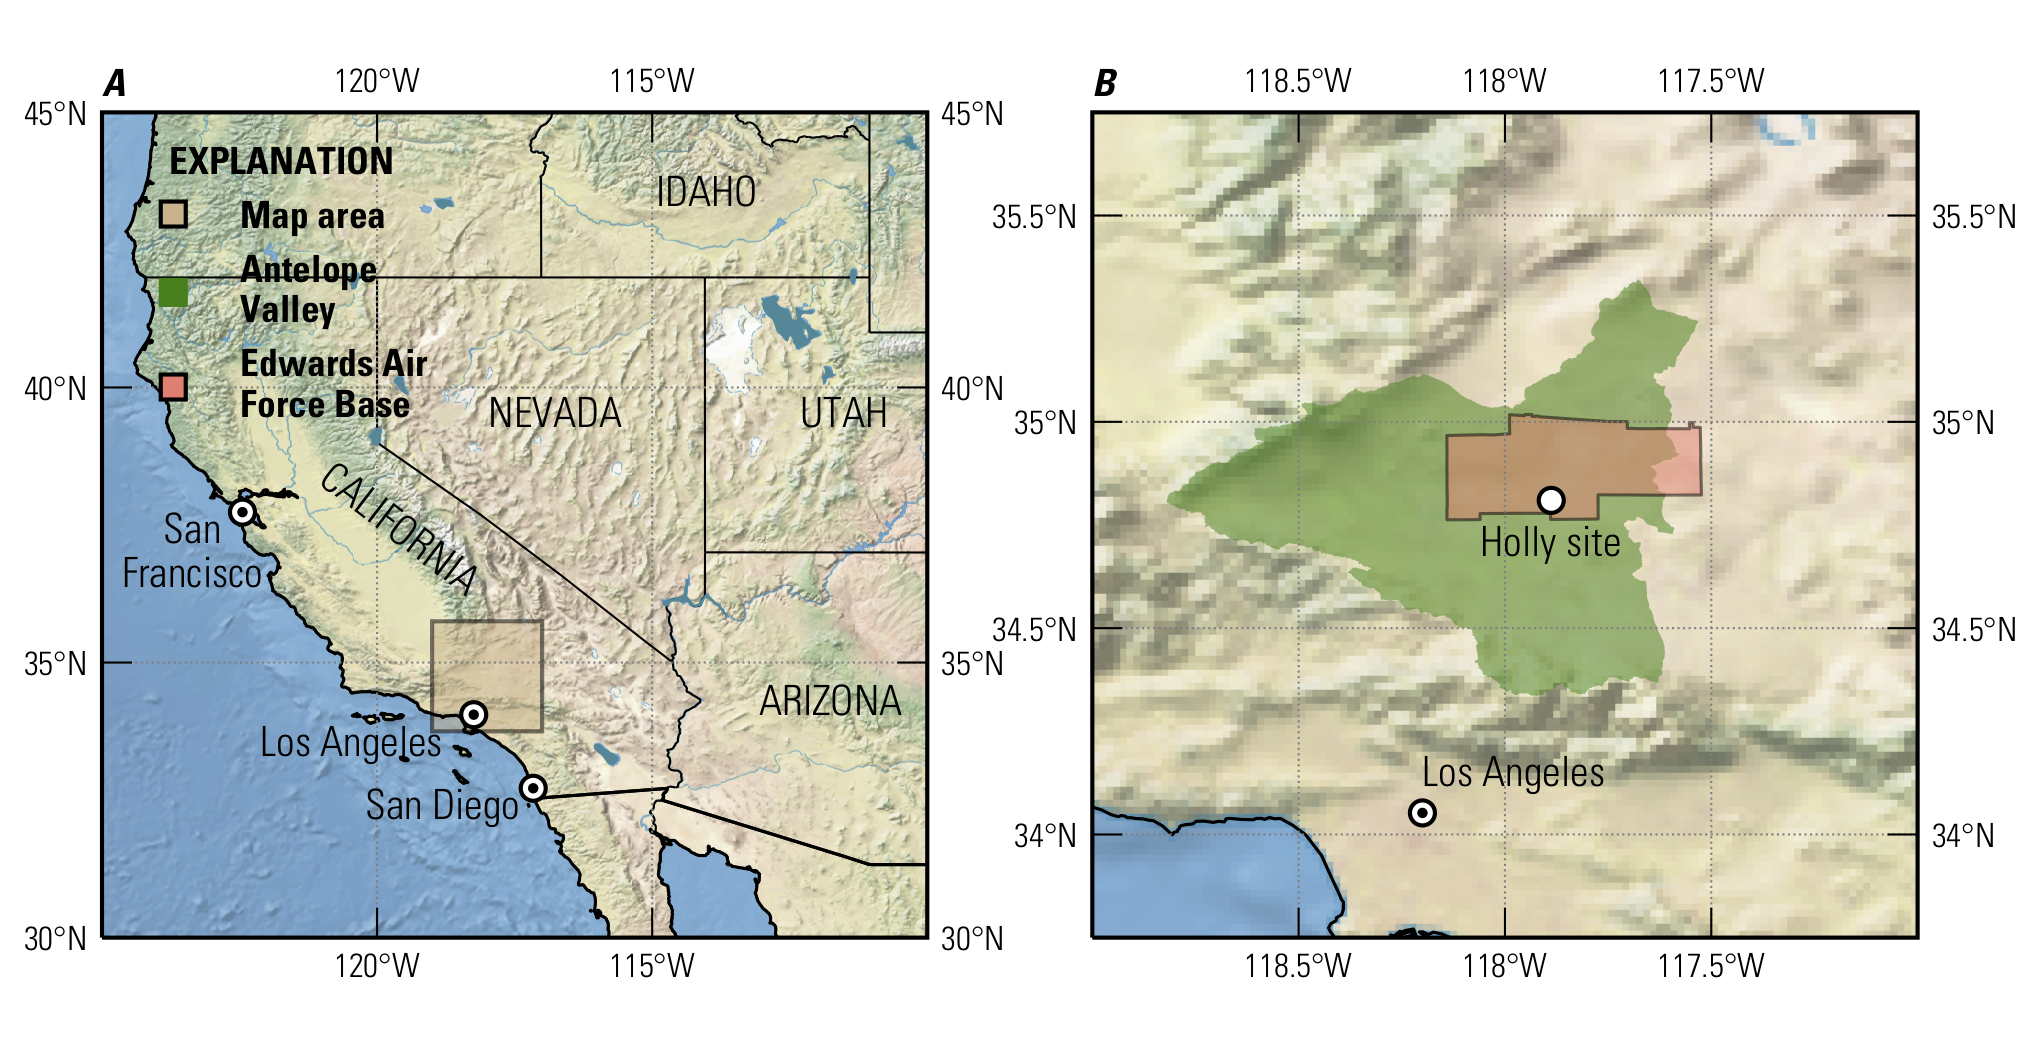 A
120°W
115°W
45°N
45°N
EXPLANATION
Map area
Antelope
Valley
Edwards Air
Force Base
IDAHO
40°N
40°N
NEVADA
UTAH
CALIFORNIA
San
Francisco
35°N
35°N
ARIZONA
Los Angeles
San Diego
30°N
30°N
120°W
115°W
B
118.5°W
118°W
117.5°W
35.5°N
35.5°N
35°N
35°N
Holly site
34.5°N
34.5°N
Los Angeles
34°N
34°N
118.5°W
118°W
117.5°W